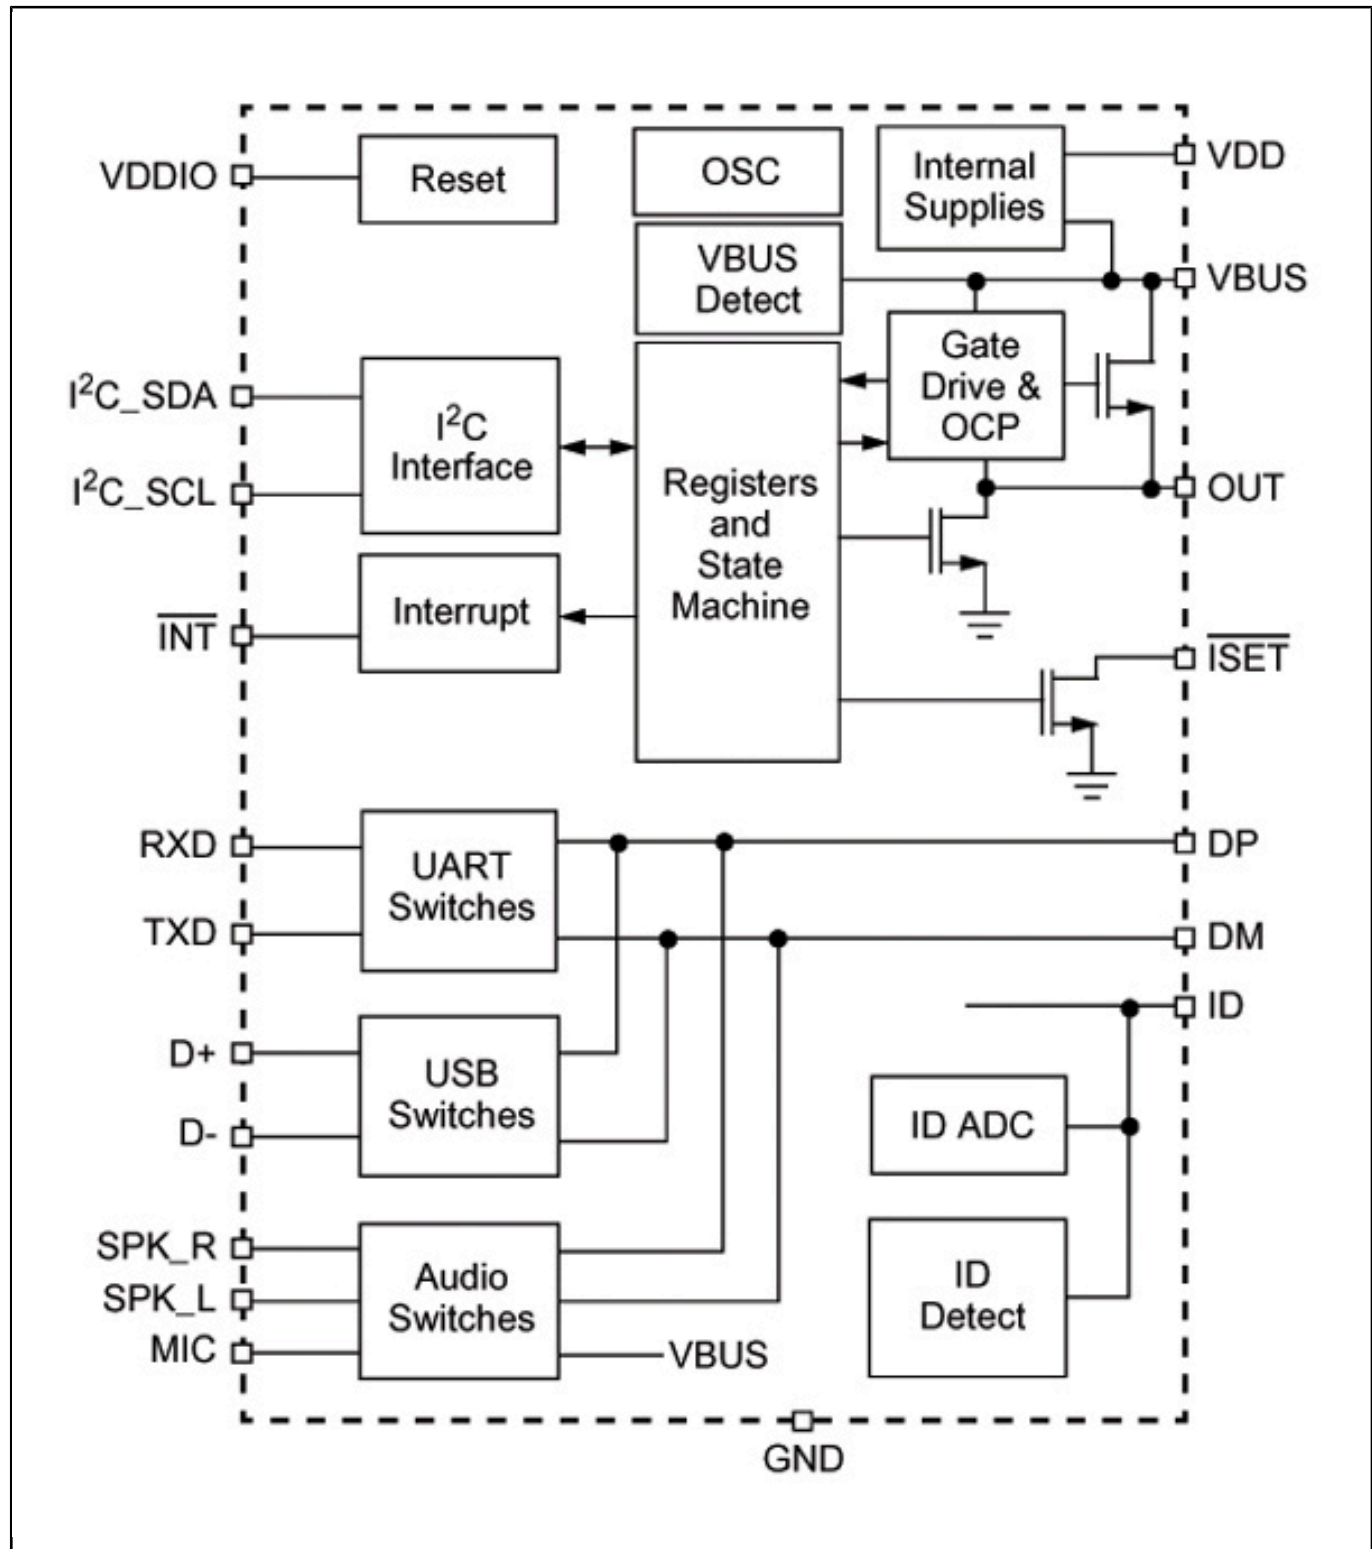 VDDIO
Reset
OSC
Internal
Supplies
VDD
VBUS
Detect
VBUS
I²C_SDA
I²C_SCL
I²C
Interface
Gate
Drive &
OCP
OUT
Registers
and
State
Machine
INT
Interrupt
ISET
RXD
TXD
UART
Switches
DP
DM
ID
D+
D-
USB
Switches
ID ADC
SPK_R
SPK_L
MIC
Audio
Switches
VBUS
ID
Detect
GND